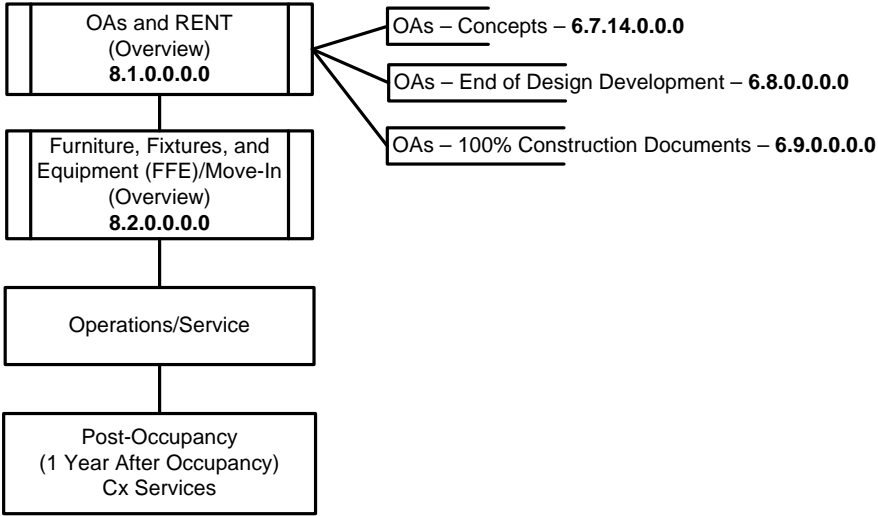 OAs and RENT
(Overview)
8.1.0.0.0.0
OAs – Concepts – 6.7.14.0.0.0
OAs – End of Design Development – 6.8.0.0.0.0
OAs – 100% Construction Documents – 6.9.0.0.0.0
Furniture, Fixtures, and
Equipment (FFE)/Move-In
(Overview)
8.2.0.0.0.0
Operations/Service
Post-Occupancy
(1 Year After Occupancy)
Cx Services